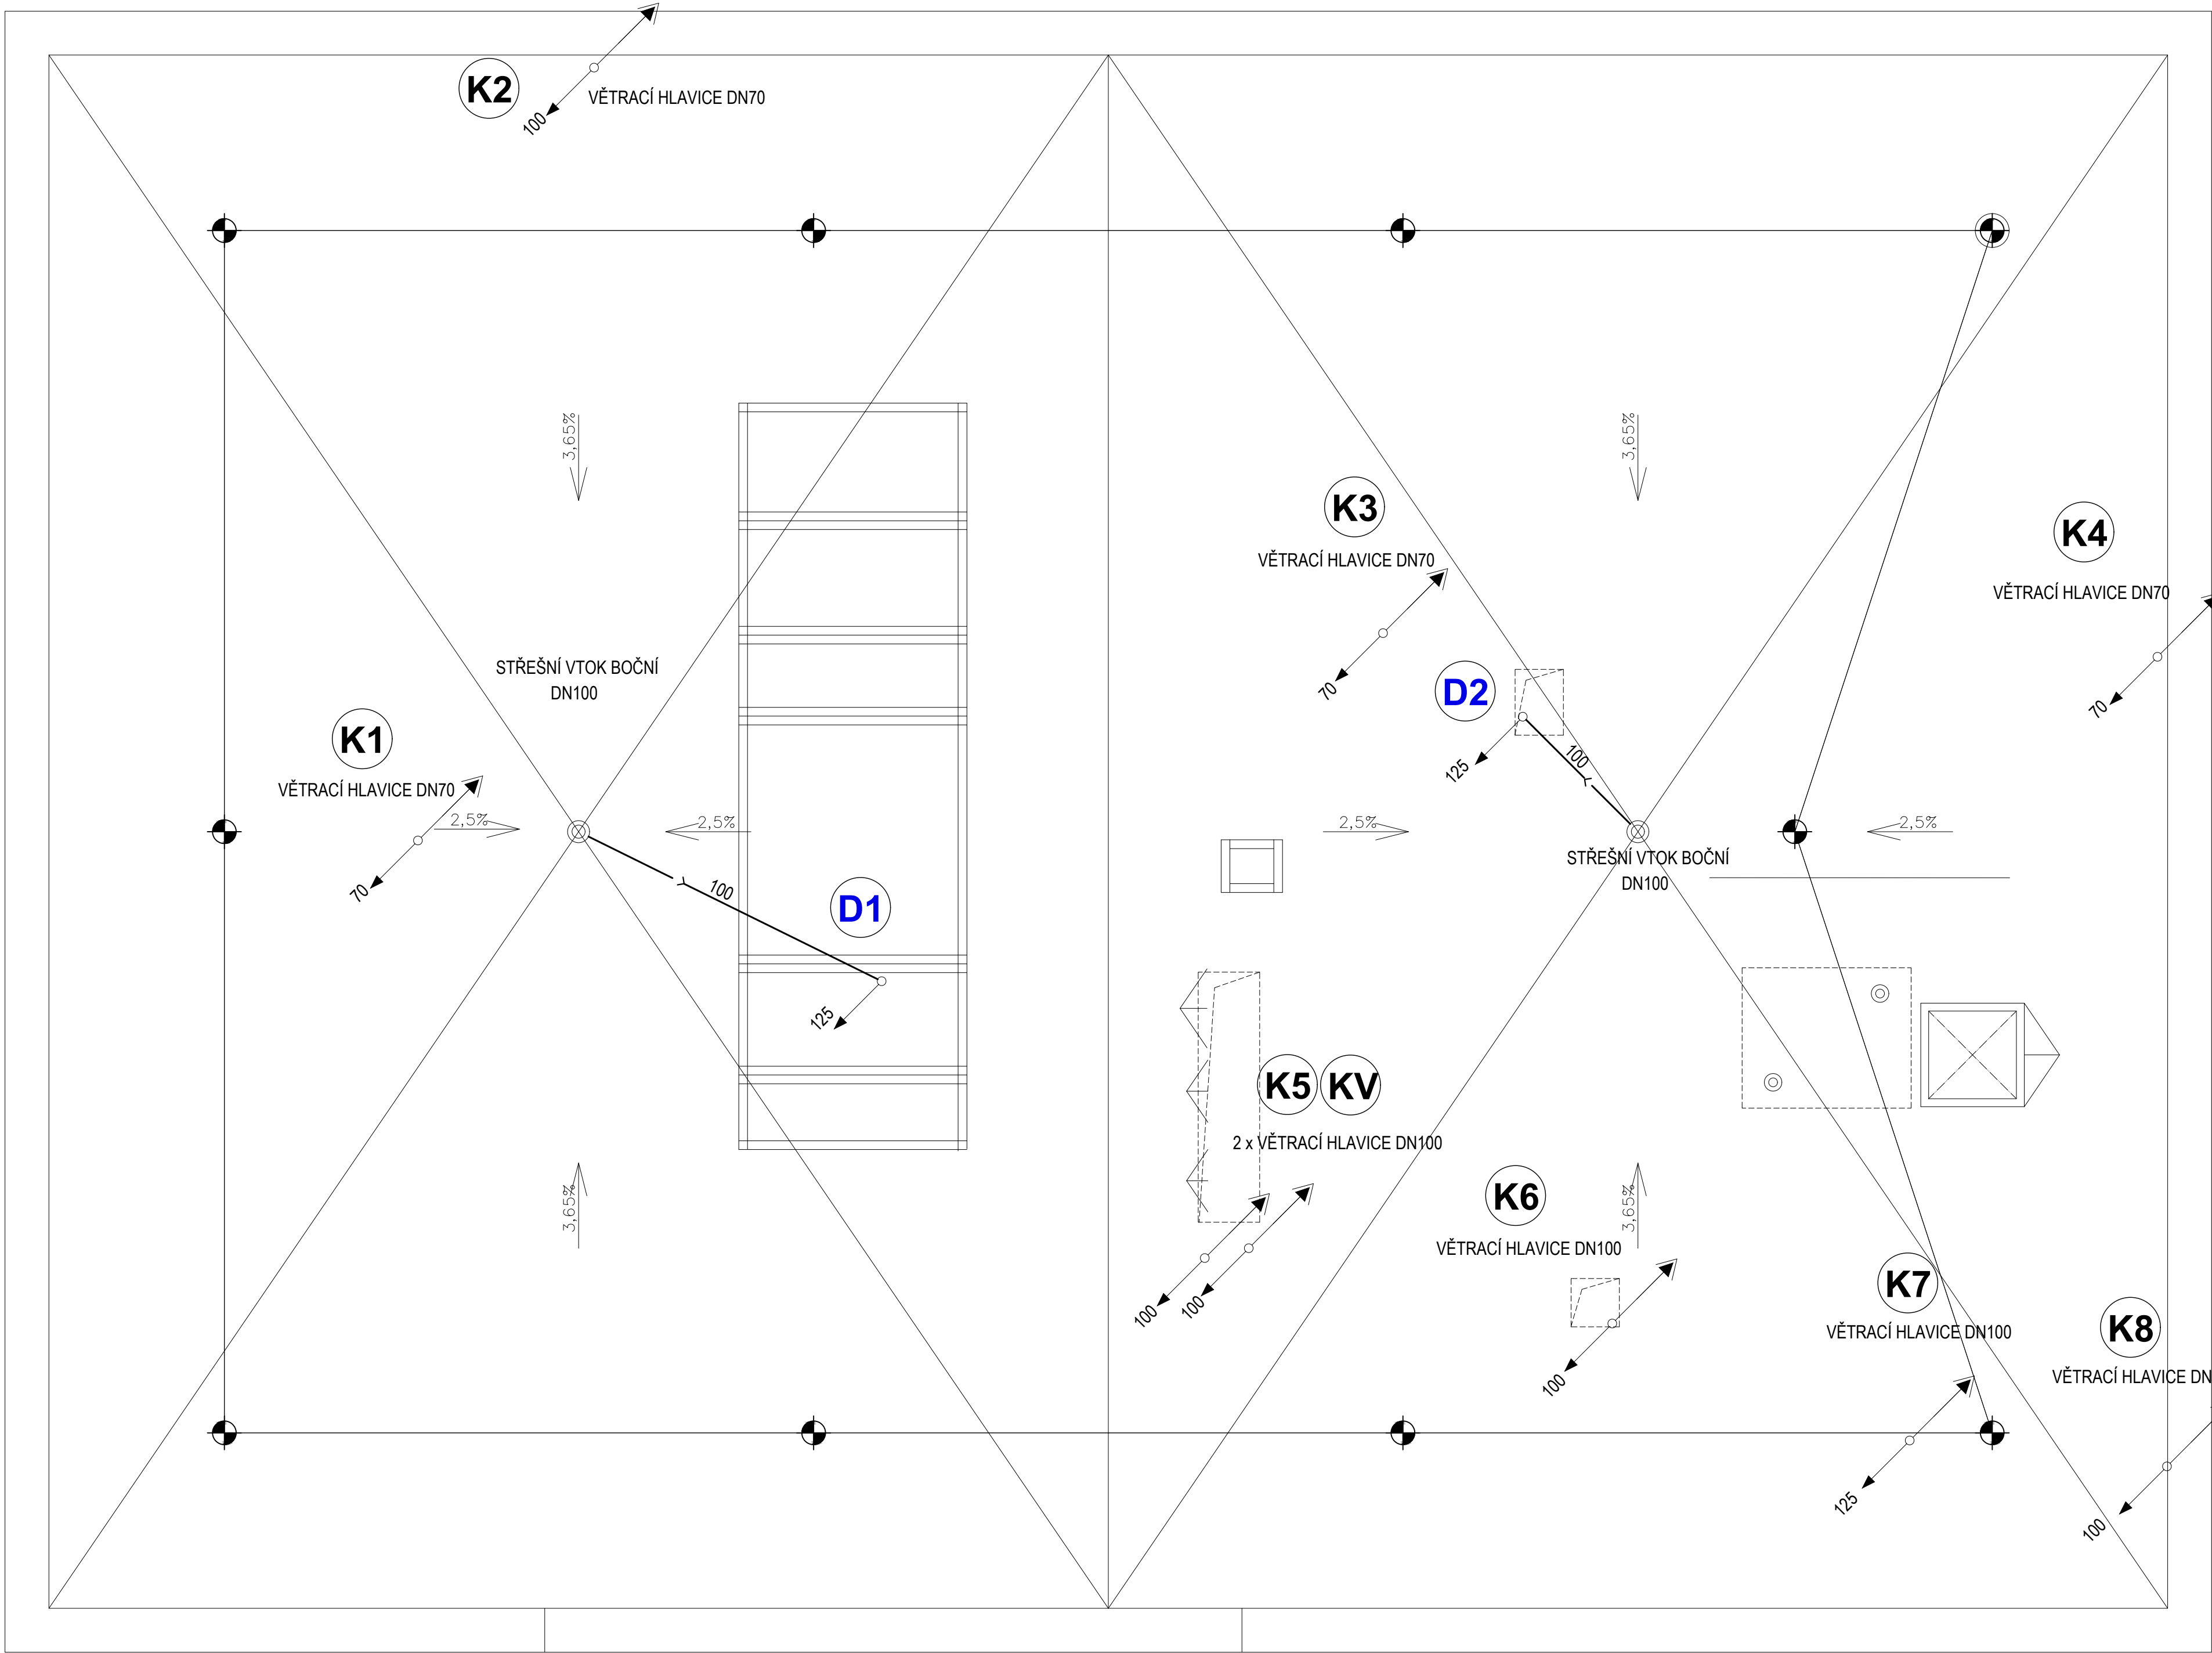 K2
VĚTRACÍ HLAVICE DN70
100
3,65%
3,65%
K3
VĚTRACÍ HLAVICE DN70
70
K4
VĚTRACÍ HLAVICE DN70
70
STŘEŠNÍ VTOK BOČNÍ
DN100
D2
125
100
K1
VĚTRACÍ HLAVICE DN70
70
2,5%
2,5%
2,5%
2,5%
STŘEŠNÍ VTOK BOČNÍ
DN100
100
D1
125
K5
KV
2 x VĚTRACÍ HLAVICE DN100
100
100
3,65%
K6
VĚTRACÍ HLAVICE DN100
3,65%
100
K7
VĚTRACÍ HLAVICE DN100
125
K8
VĚTRACÍ HLAVICE DN
100